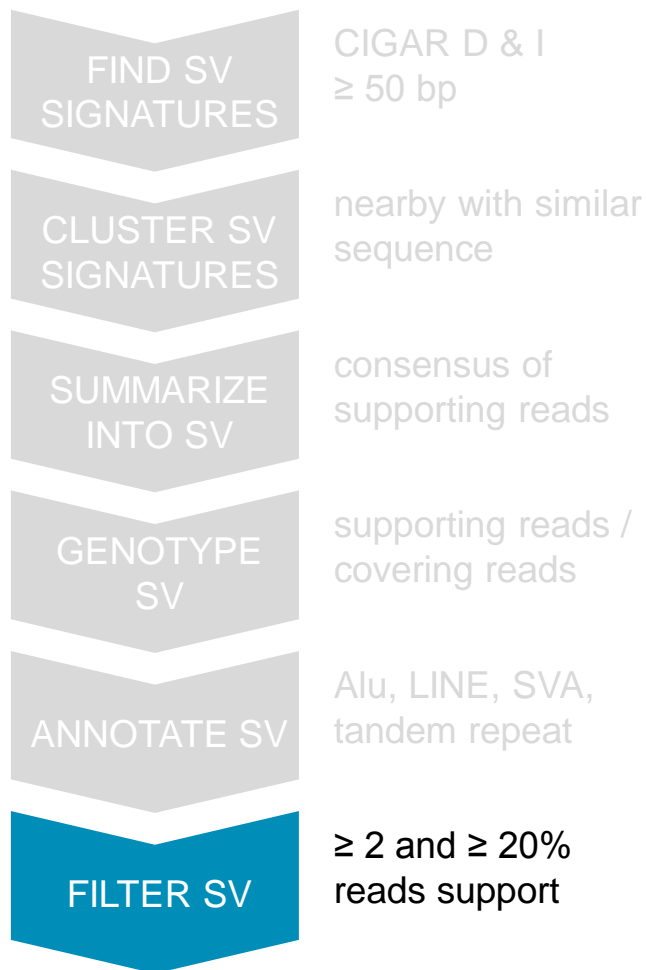 FIND SV
SIGNATURES
CIGAR D & I
≥ 50 bp
CLUSTER SV
SIGNATURES
nearby with similar
sequence
SUMMARIZE
INTO SV
consensus of
supporting reads
GENOTYPE
SV
supporting reads /
covering reads
ANNOTATE SV
Alu, LINE, SVA,
tandem repeat
FILTER SV
≥ 2 and ≥ 20%
reads support